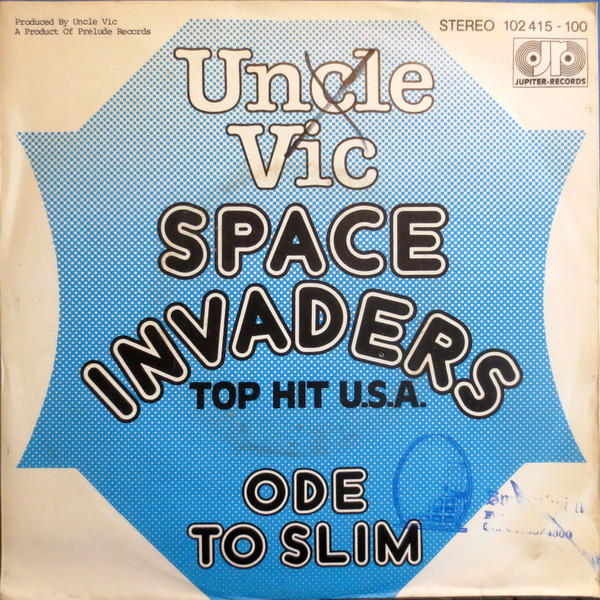 Produced By Uncle Vic
A Product Of Prelude Records
STEREO 102 415 - 100
JUPITER-RECORDS
Uncle
Vic
SPACE
INVADERS
TOP HIT U.S.A.
ODE
TO SLIM